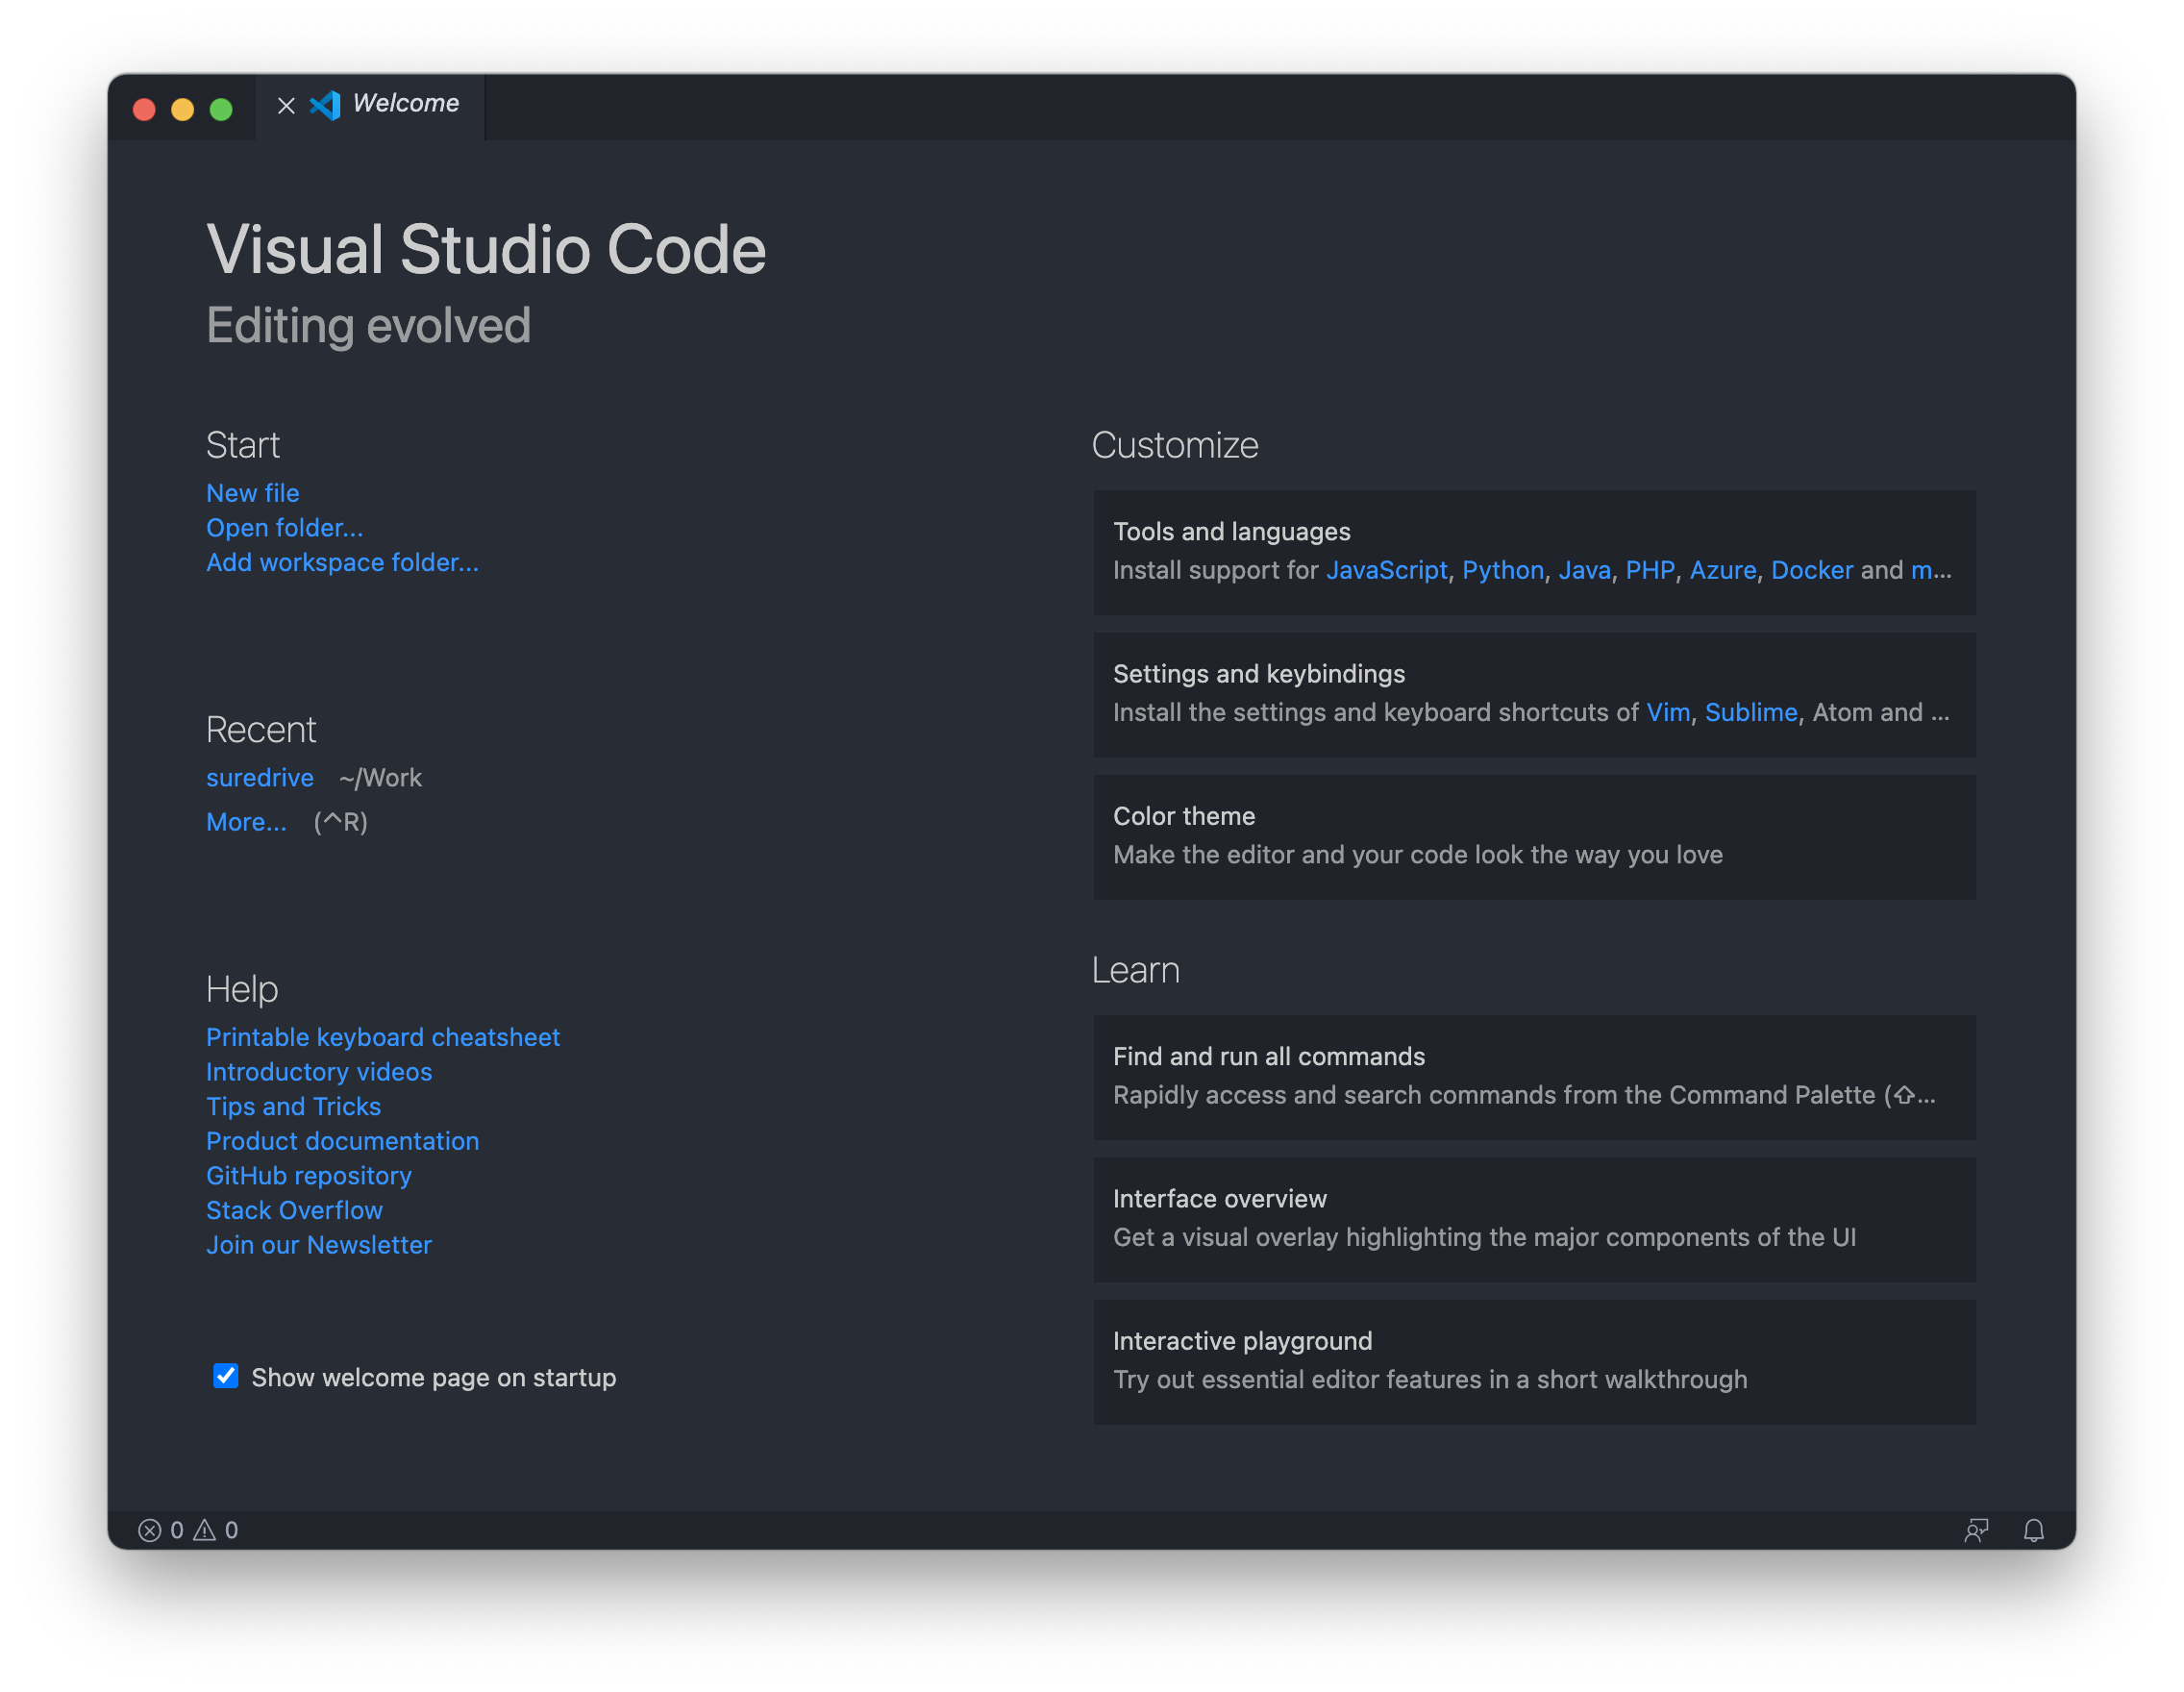 Welcome
Visual Studio Code
Editing evolved
Start
New file
Open folder...
Add workspace folder...
Recent
suredrive ~/Work
More... (^R)
Help
Printable keyboard cheatsheet
Introductory videos
Tips and Tricks
Product documentation
GitHub repository
Stack Overflow
Join our Newsletter
Show welcome page on startup
Customize
Tools and languages
Install support for JavaScript, Python, Java, PHP, Azure, Docker and m...
Settings and keybindings
Install the settings and keyboard shortcuts of Vim, Sublime, Atom and ...
Color theme
Make the editor and your code look the way you love
Learn
Find and run all commands
Rapidly access and search commands from the Command Palette (⇧...
Interface overview
Get a visual overlay highlighting the major components of the UI
Interactive playground
Try out essential editor features in a short walkthrough
0 0